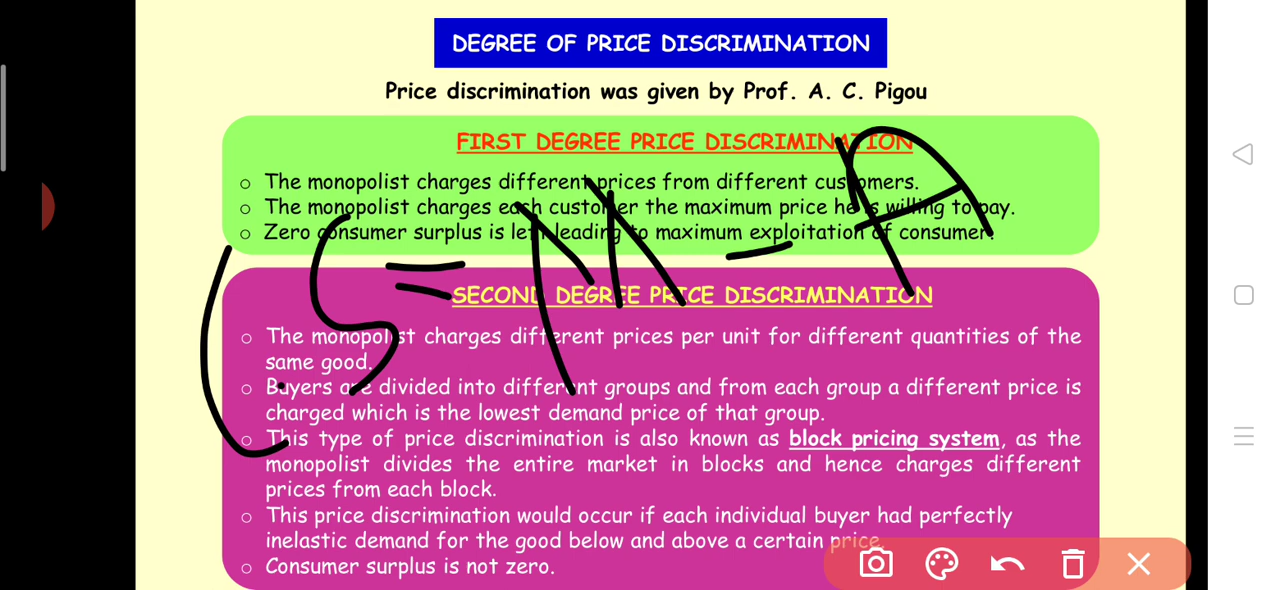 DEGREE OF PRICE DISCRIMINATION
Price discrimination was given by Prof. A. C. Pigou
FIRST DEGREE PRICE DISCRIMINATION
○ The monopolist charges different prices from different customers.
○ The monopolist charges each customer the maximum price he is willing to pay.
○ Zero consumer surplus is left leading to maximum exploitation of consumer.
C.S = M - P
SECOND DEGREE PRICE DISCRIMINATION
○ The monopolist charges different prices per unit for different quantities of the
same good.
○ Buyers are divided into different groups and from each group a different price is
charged which is the lowest demand price of that group.
○ This type of price discrimination is also known as block pricing system, as the
monopolist divides the entire market in blocks and hence charges different
prices from each block.
○ This price discrimination would occur if each individual buyer had perfectly
inelastic demand for the good below and above a certain price.
○ Consumer surplus is not zero.